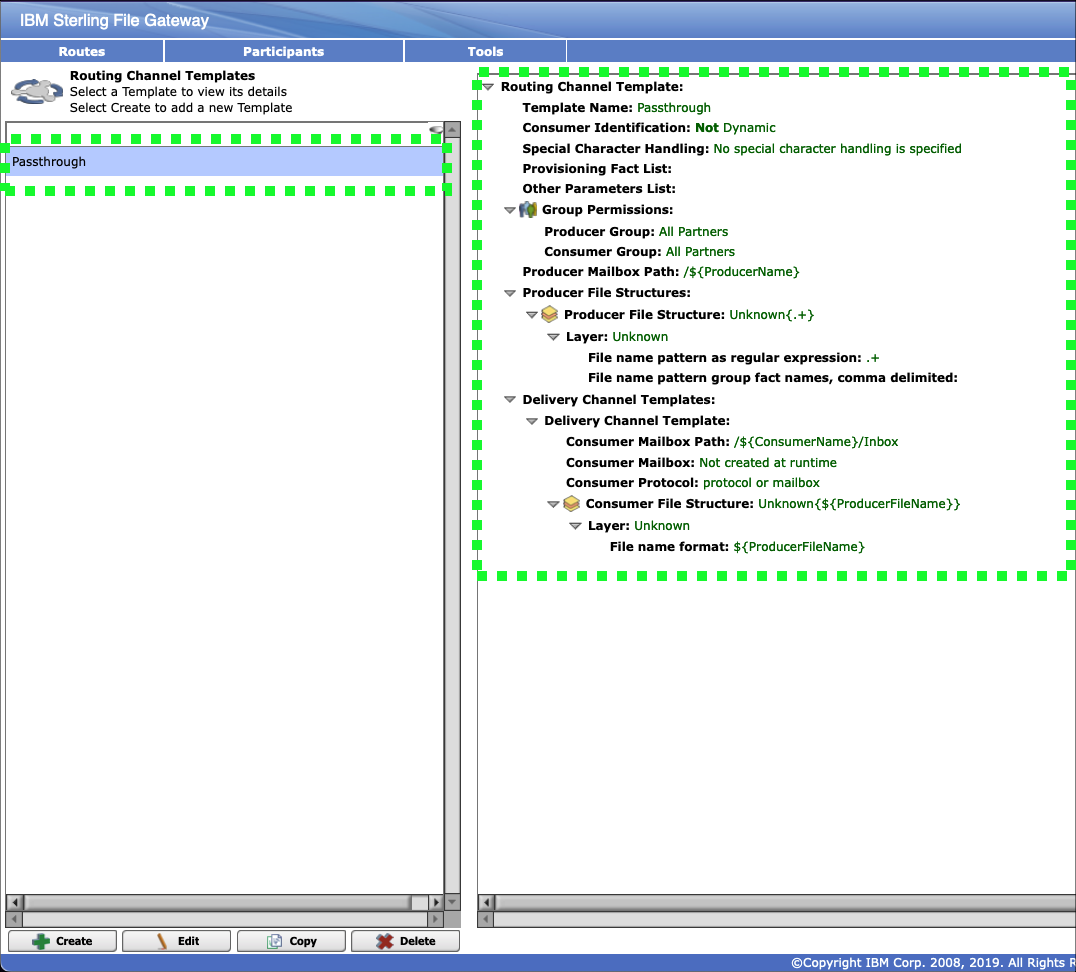 IBM Sterling File Gateway
Routes Participants Tools
Routing Channel Templates
Select a Template to view its details
Select Create to add a new Template
Passthrough
Routing Channel Template:
Template Name: Passthrough
Consumer Identification: Not Dynamic
Special Character Handling: No special character handling is specified
Provisioning Fact List:
Other Parameters List:
Group Permissions:
Producer Group: All Partners
Consumer Group: All Partners
Producer Mailbox Path: /${ProducerName}
Producer File Structures:
Producer File Structure: Unknown{.+}
Layer: Unknown
File name pattern as regular expression: .+
File name pattern group fact names, comma delimited:
Delivery Channel Templates:
Delivery Channel Template:
Consumer Mailbox Path: /${ConsumerName}/Inbox
Consumer Mailbox: Not created at runtime
Consumer Protocol: protocol or mailbox
Consumer File Structure: Unknown{${ProducerFileName}}
Layer: Unknown
File name format: ${ProducerFileName}
Create Edit Copy Delete
©Copyright IBM Corp. 2008, 2019. All Rights R